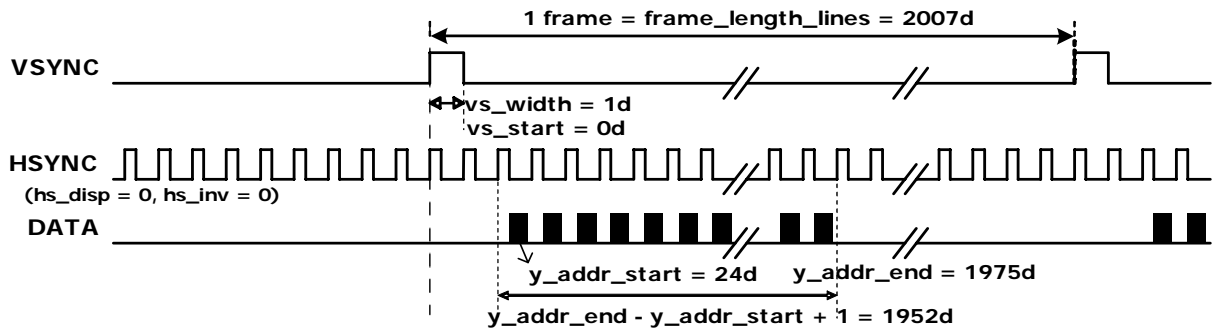 1 frame = frame_length_lines = 2007d
VSYNC
vs_width = 1d
vs_start = 0d
HSYNC
(hs_disp = 0, hs_inv = 0)
DATA
y_addr_start = 24d
y_addr_end = 1975d
y_addr_end - y_addr_start + 1 = 1952d